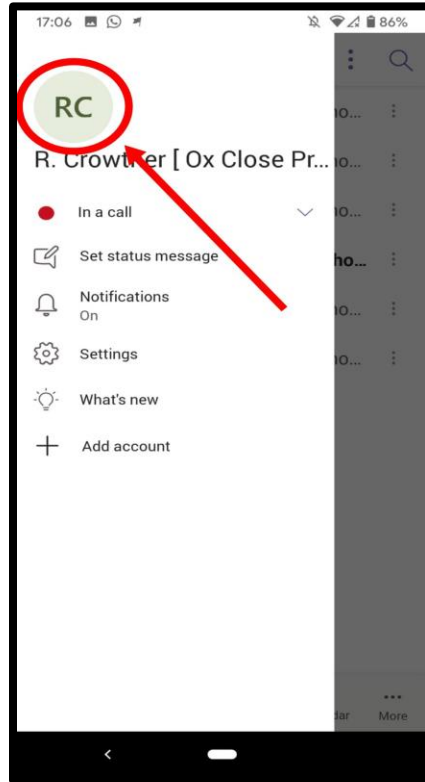 17:06 86%
RC
R. Crowther [ Ox Close Pr...
In a call
Set status message
Notifications
On
Settings
What's new
Add account
More